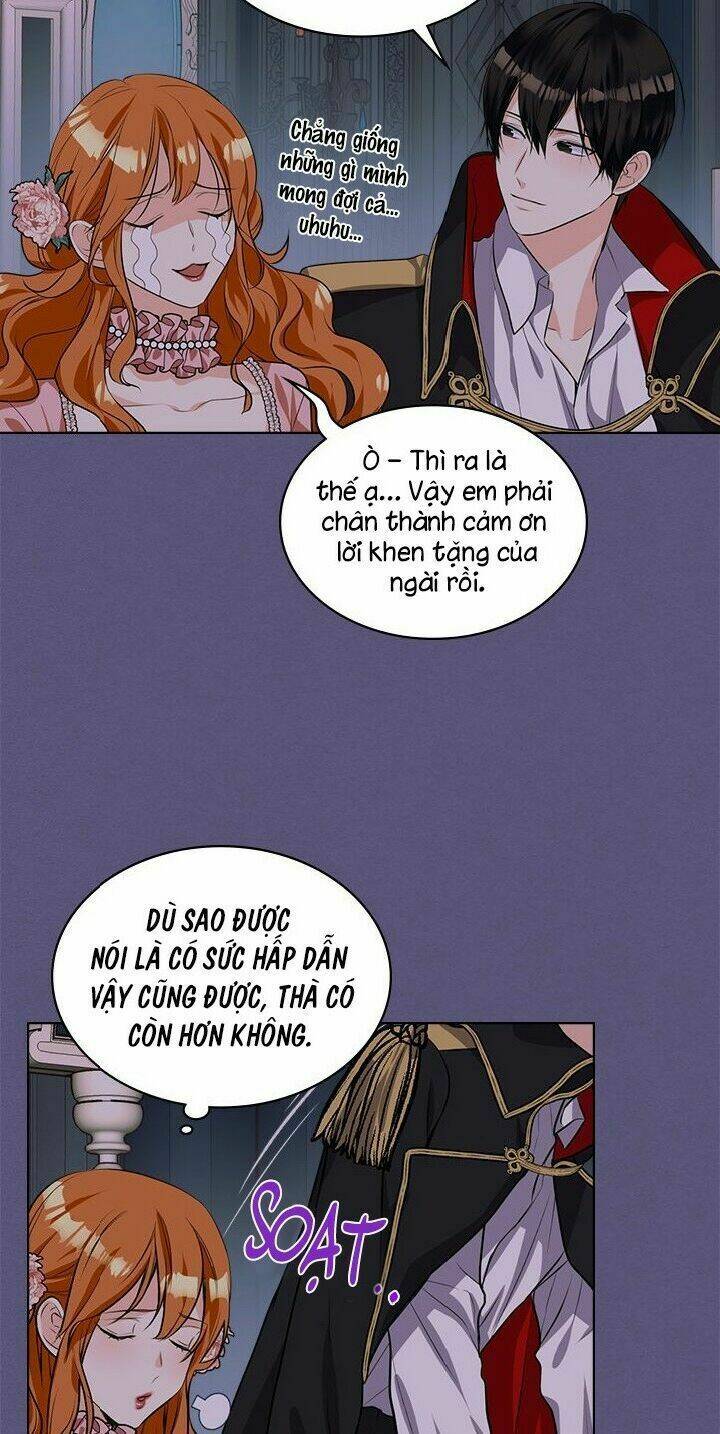 Chẳng giống
những gì mình
mong đợi cả...
uhuhu...
Ò – Thì ra là
thế ạ... Vậy em phải
chân thành cảm ơn
lời khen tặng của
ngài rồi.
DÙ SAO ĐƯỢC
NÓI LÀ CÓ SỨC HẤP DẪN
VẬY CŨNG ĐƯỢC, THÀ CÓ
CÒN HƠN KHÔNG.
SOẠT..